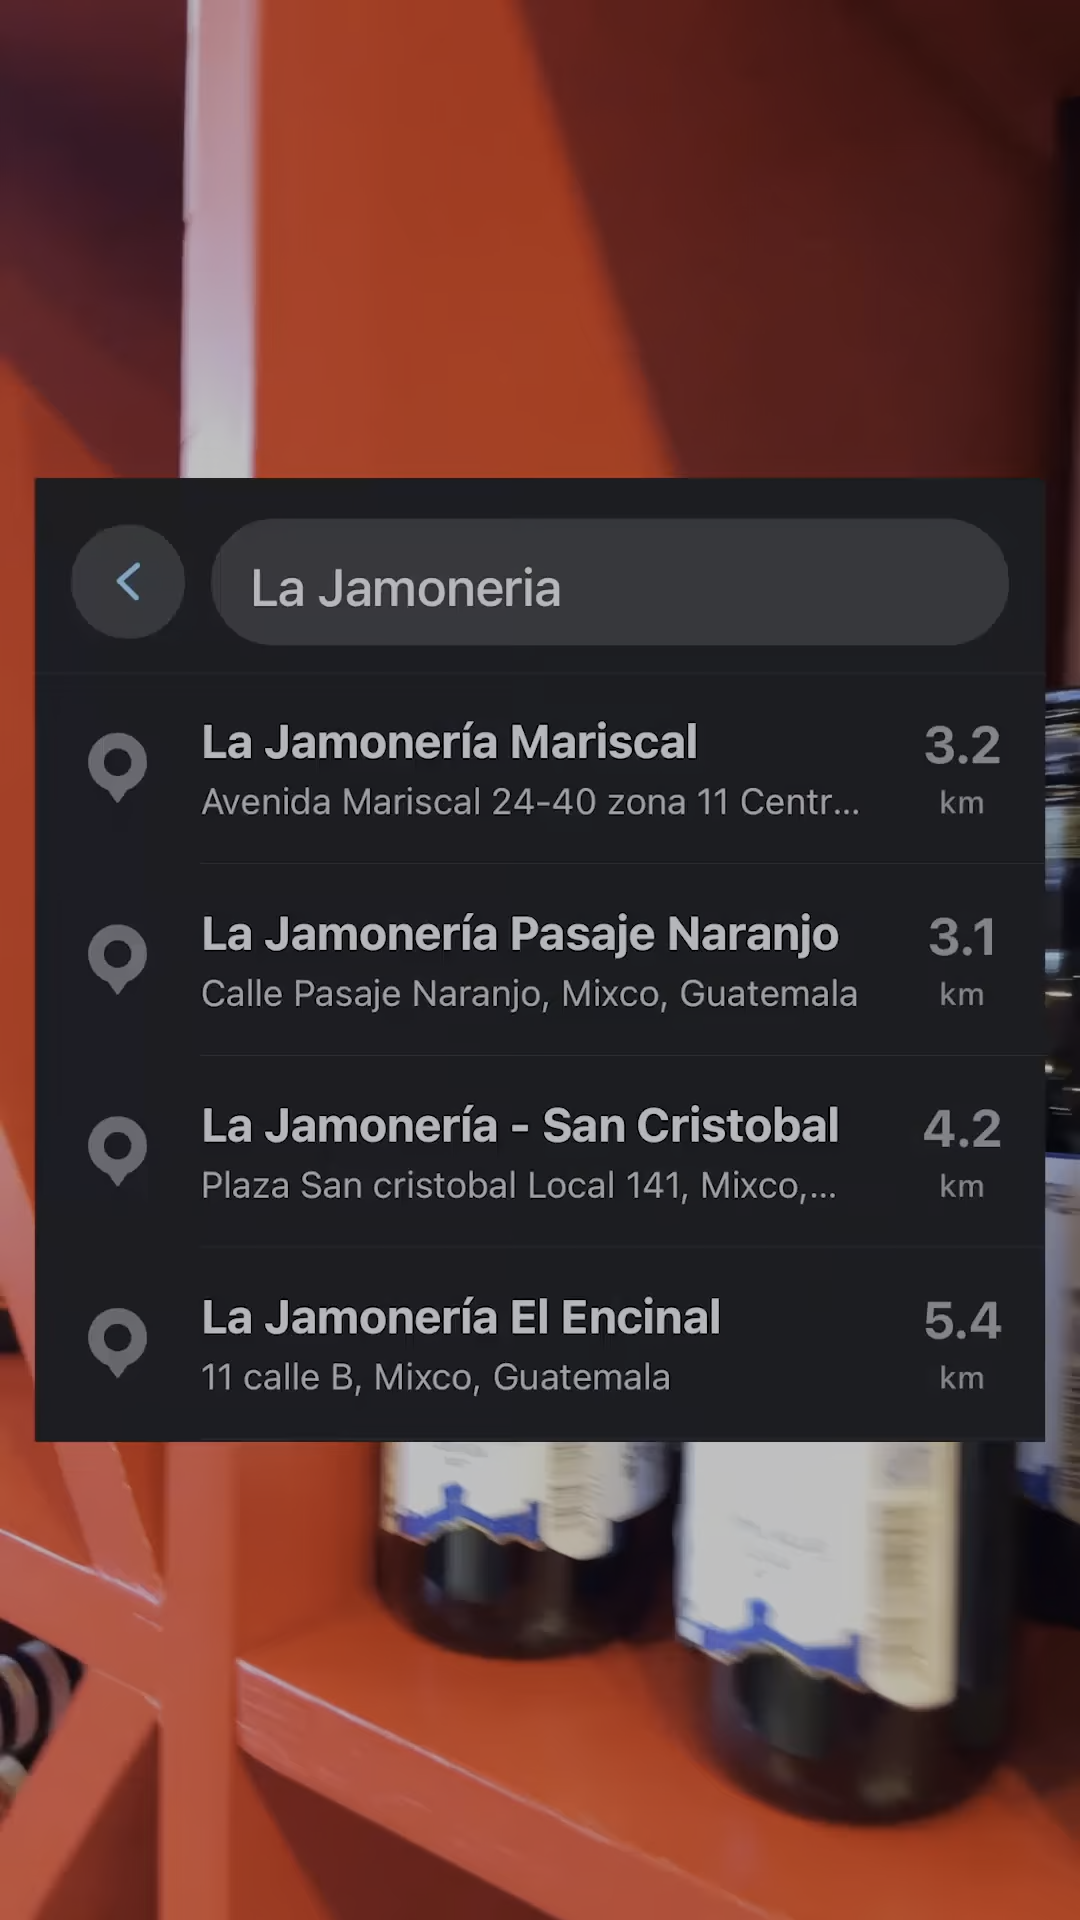 La Jamoneria
La Jamonería Mariscal
3.2
Avenida Mariscal 24-40 zona 11 Centr...
km
La Jamonería Pasaje Naranjo
3.1
Calle Pasaje Naranjo, Mixco, Guatemala
km
La Jamonería - San Cristobal
4.2
Plaza San cristobal Local 141, Mixco,...
km
La Jamonería El Encinal
5.4
11 calle B, Mixco, Guatemala
km